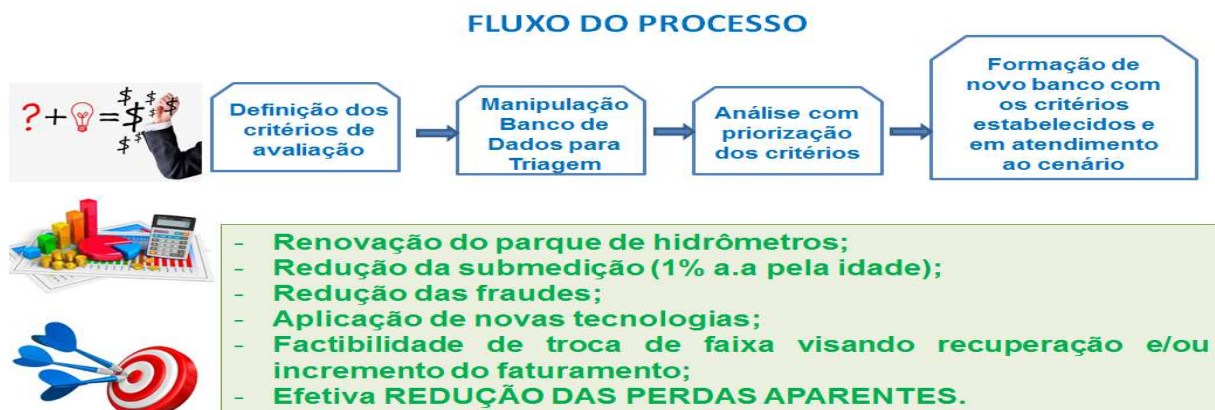 FLUXO DO PROCESSO
? + = $ $ $ $ $ $ $
Definição dos
critérios de
avaliação
Manipulação
Banco de
Dados para
Triagem
Análise com
priorização
dos critérios
Formação de
novo banco com
os critérios
estabelecidos e
em atendimento
ao cenário
- Renovação do parque de hidrômetros;
- Redução da submedição (1% a.a pela idade);
- Redução das fraudes;
- Aplicação de novas tecnologias;
- Factibilidade de troca de faixa visando recuperação e/ou
incremento do faturamento;
- Efetiva REDUÇÃO DAS PERDAS APARENTES.